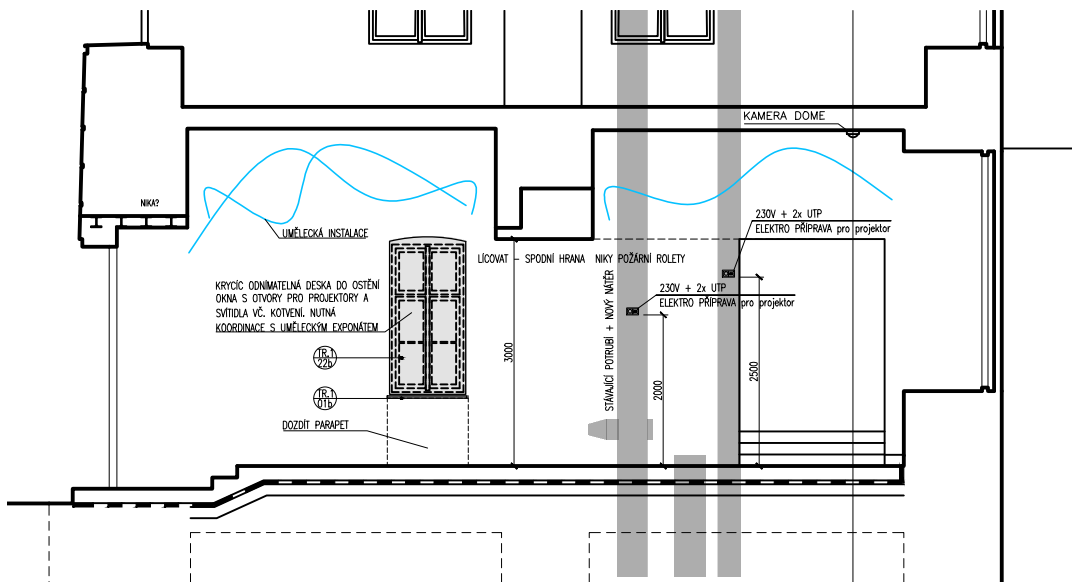 KAMERA DOME
NIKA?
230V + 2x UTP
ELEKTRO PŘÍPRAVA pro projektor
UMĚLECKÁ INSTALACE
LÍCOVAT - SPODNÍ HRANA NIKY POŽÁRNÍ ROLETY
KRYCÍC ODNÍMATELNÁ DESKA DO OSTĚNÍ
OKNA S OTVORY PRO PROJEKTORY A
SVÍTIDLA VČ. KOTVENÍ. NUTNÁ
KOORDINACE S UMĚLECKÝM EXPONÁTEM
230V + 2x UTP
ELEKTRO PŘÍPRAVA pro projektor
STÁVAJÍCÍ POTRUBÍ + NOVÝ NÁTĚR
3000
2000
2500
TR.1
22b
TR.1
01b
DOZDÍT PARAPET